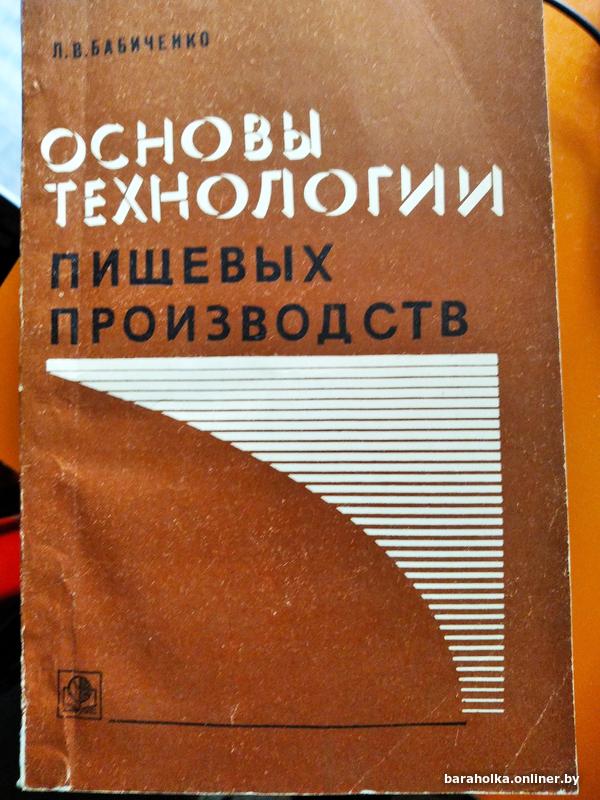 Л.В.БАБИЧЕНКО
ОСНОВЫ
ТЕХНОЛОГИИ
ПИЩЕВЫХ
ПРОИЗВОДСТВ
baraholka.onliner.by